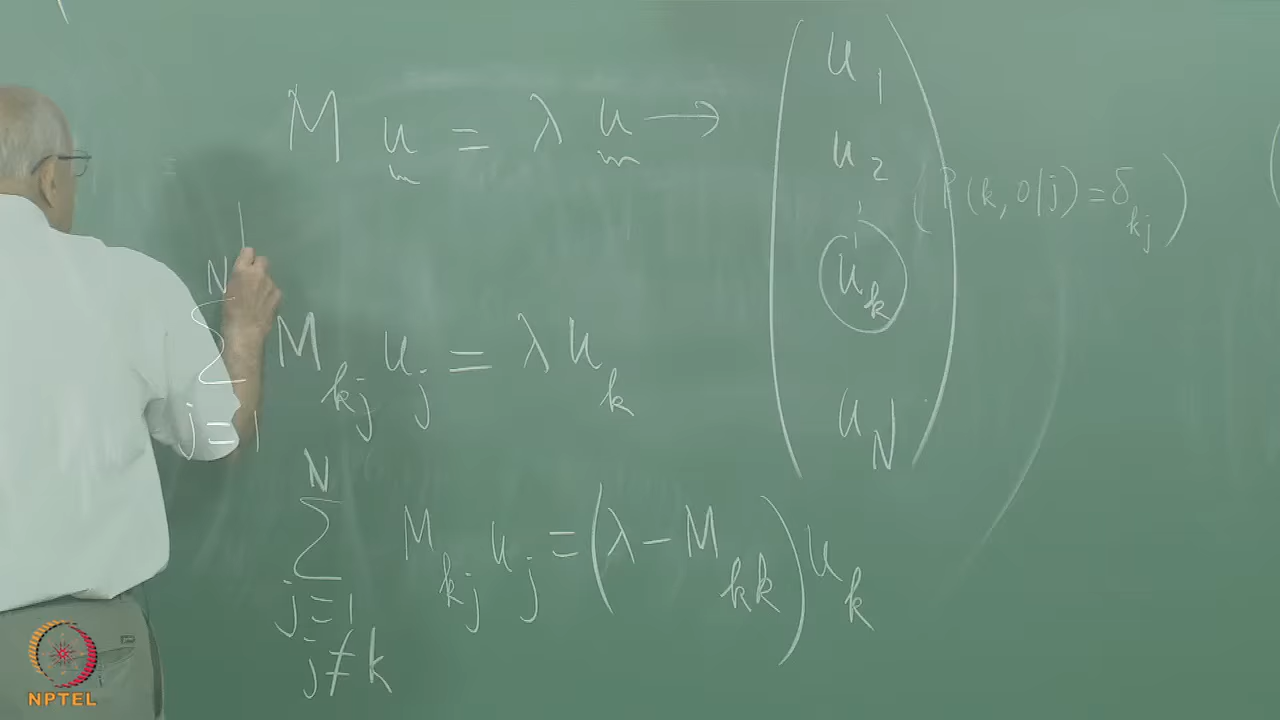 M u = λ u →
u₁
u₂
u_k
u_N
(P(k, 0|j) = δ_kj)
N
Σ M_kj u_j = λ u_k
j = 1
N
Σ M_kj u_j = (λ − M_kk) u_k
j = 1
j ≠ k
NPTEL